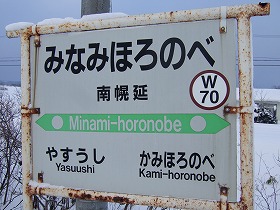 みなみほろのべ
南幌延
W
70
Minami-horonobe
やすうし
Yasuushi
かみほろのべ
Kami-horonobe